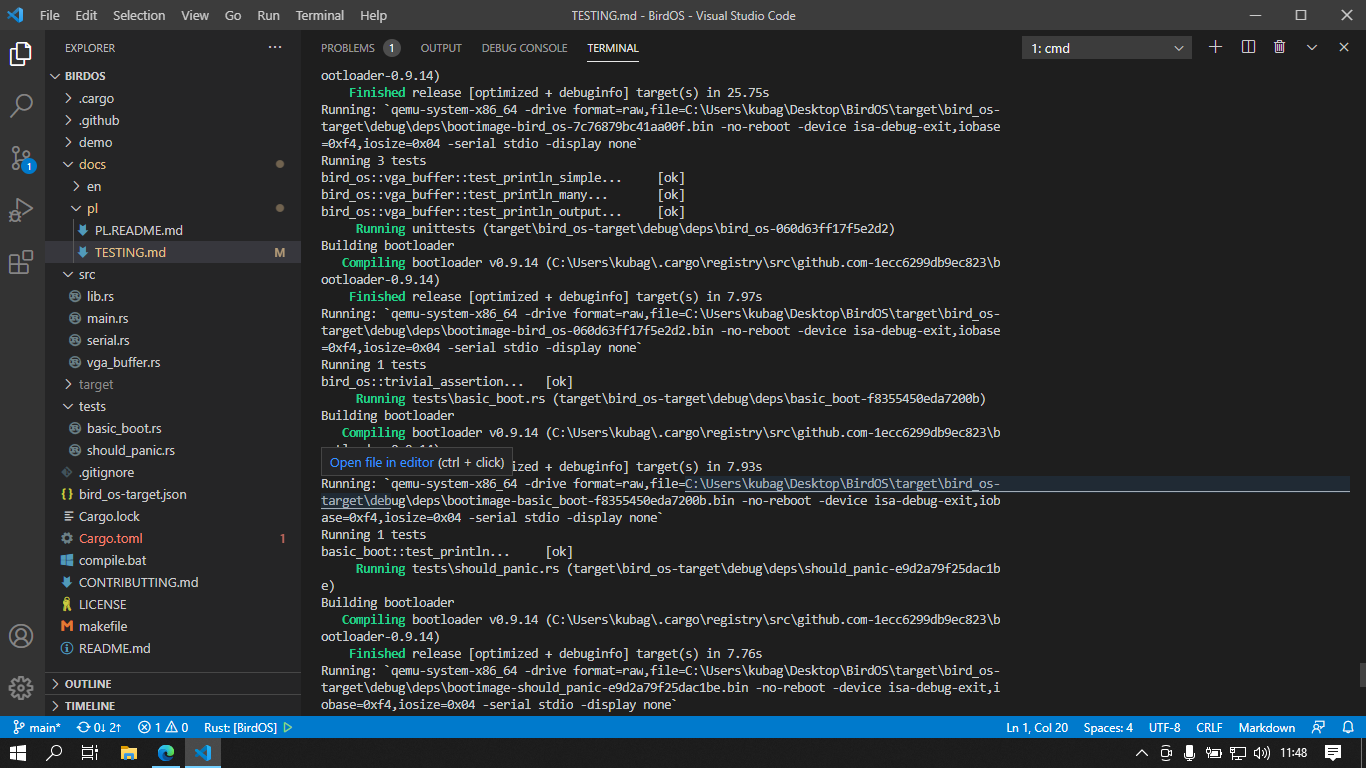 File Edit Selection View Go Run Terminal Help
TESTING.md - BirdOS - Visual Studio Code
EXPLORER
BIRDOS
.cargo
.github
demo
docs
en
pl
PL.README.md
TESTING.md M
src
lib.rs
main.rs
serial.rs
vga_buffer.rs
target
tests
basic_boot.rs
should_panic.rs
.gitignore
bird_os-target.json
Cargo.lock
Cargo.toml 1
compile.bat
CONTRIBUTTING.md
LICENSE
makefile
README.md
OUTLINE
TIMELINE
1
PROBLEMS 1 OUTPUT DEBUG CONSOLE TERMINAL 1: cmd
ootloader-0.9.14)
Finished release [optimized + debuginfo] target(s) in 25.75s
Running: `qemu-system-x86_64 -drive format=raw,file=C:\Users\kubag\Desktop\BirdOS\target\bird_os-
target\debug\deps\bootimage-bird_os-7c76879bc41aa00f.bin -no-reboot -device isa-debug-exit,iobase
=0xf4,iosize=0x04 -serial stdio -display none`
Running 3 tests
bird_os::vga_buffer::test_println_simple... [ok]
bird_os::vga_buffer::test_println_many... [ok]
bird_os::vga_buffer::test_println_output... [ok]
Running unittests (target\bird_os-target\debug\deps\bird_os-060d63ff17f5e2d2)
Building bootloader
Compiling bootloader v0.9.14 (C:\Users\kubag\.cargo\registry\src\github.com-1ecc6299db9ec823\b
ootloader-0.9.14)
Finished release [optimized + debuginfo] target(s) in 7.97s
Running: `qemu-system-x86_64 -drive format=raw,file=C:\Users\kubag\Desktop\BirdOS\target\bird_os-
target\debug\deps\bootimage-bird_os-060d63ff17f5e2d2.bin -no-reboot -device isa-debug-exit,iobase
=0xf4,iosize=0x04 -serial stdio -display none`
Running 1 tests
bird_os::trivial_assertion... [ok]
Running tests\basic_boot.rs (target\bird_os-target\debug\deps\basic_boot-f8355450eda7200b)
Building bootloader
Compiling bootloader v0.9.14 (C:\Users\kubag\.cargo\registry\src\github.com-1ecc6299db9ec823\b
Open file in editor (ctrl + click)
ized + debuginfo] target(s) in 7.93s
Running: `qemu-system-x86_64 -drive format=raw,file=C:\Users\kubag\Desktop\BirdOS\target\bird_os-
target\debug\deps\bootimage-basic_boot-f8355450eda7200b.bin -no-reboot -device isa-debug-exit,iob
ase=0xf4,iosize=0x04 -serial stdio -display none`
Running 1 tests
basic_boot::test_println... [ok]
Running tests\should_panic.rs (target\bird_os-target\debug\deps\should_panic-e9d2a79f25dac1b
e)
Building bootloader
Compiling bootloader v0.9.14 (C:\Users\kubag\.cargo\registry\src\github.com-1ecc6299db9ec823\b
ootloader-0.9.14)
Finished release [optimized + debuginfo] target(s) in 7.76s
Running: `qemu-system-x86_64 -drive format=raw,file=C:\Users\kubag\Desktop\BirdOS\target\bird_os-
target\debug\deps\bootimage-should_panic-e9d2a79f25dac1be.bin -no-reboot -device isa-debug-exit,i
obase=0xf4,iosize=0x04 -serial stdio -display none`
main* 0↓ 2↑ 1 0 Rust: [BirdOS] Ln 1, Col 20 Spaces: 4 UTF-8 CRLF Markdown
11:48